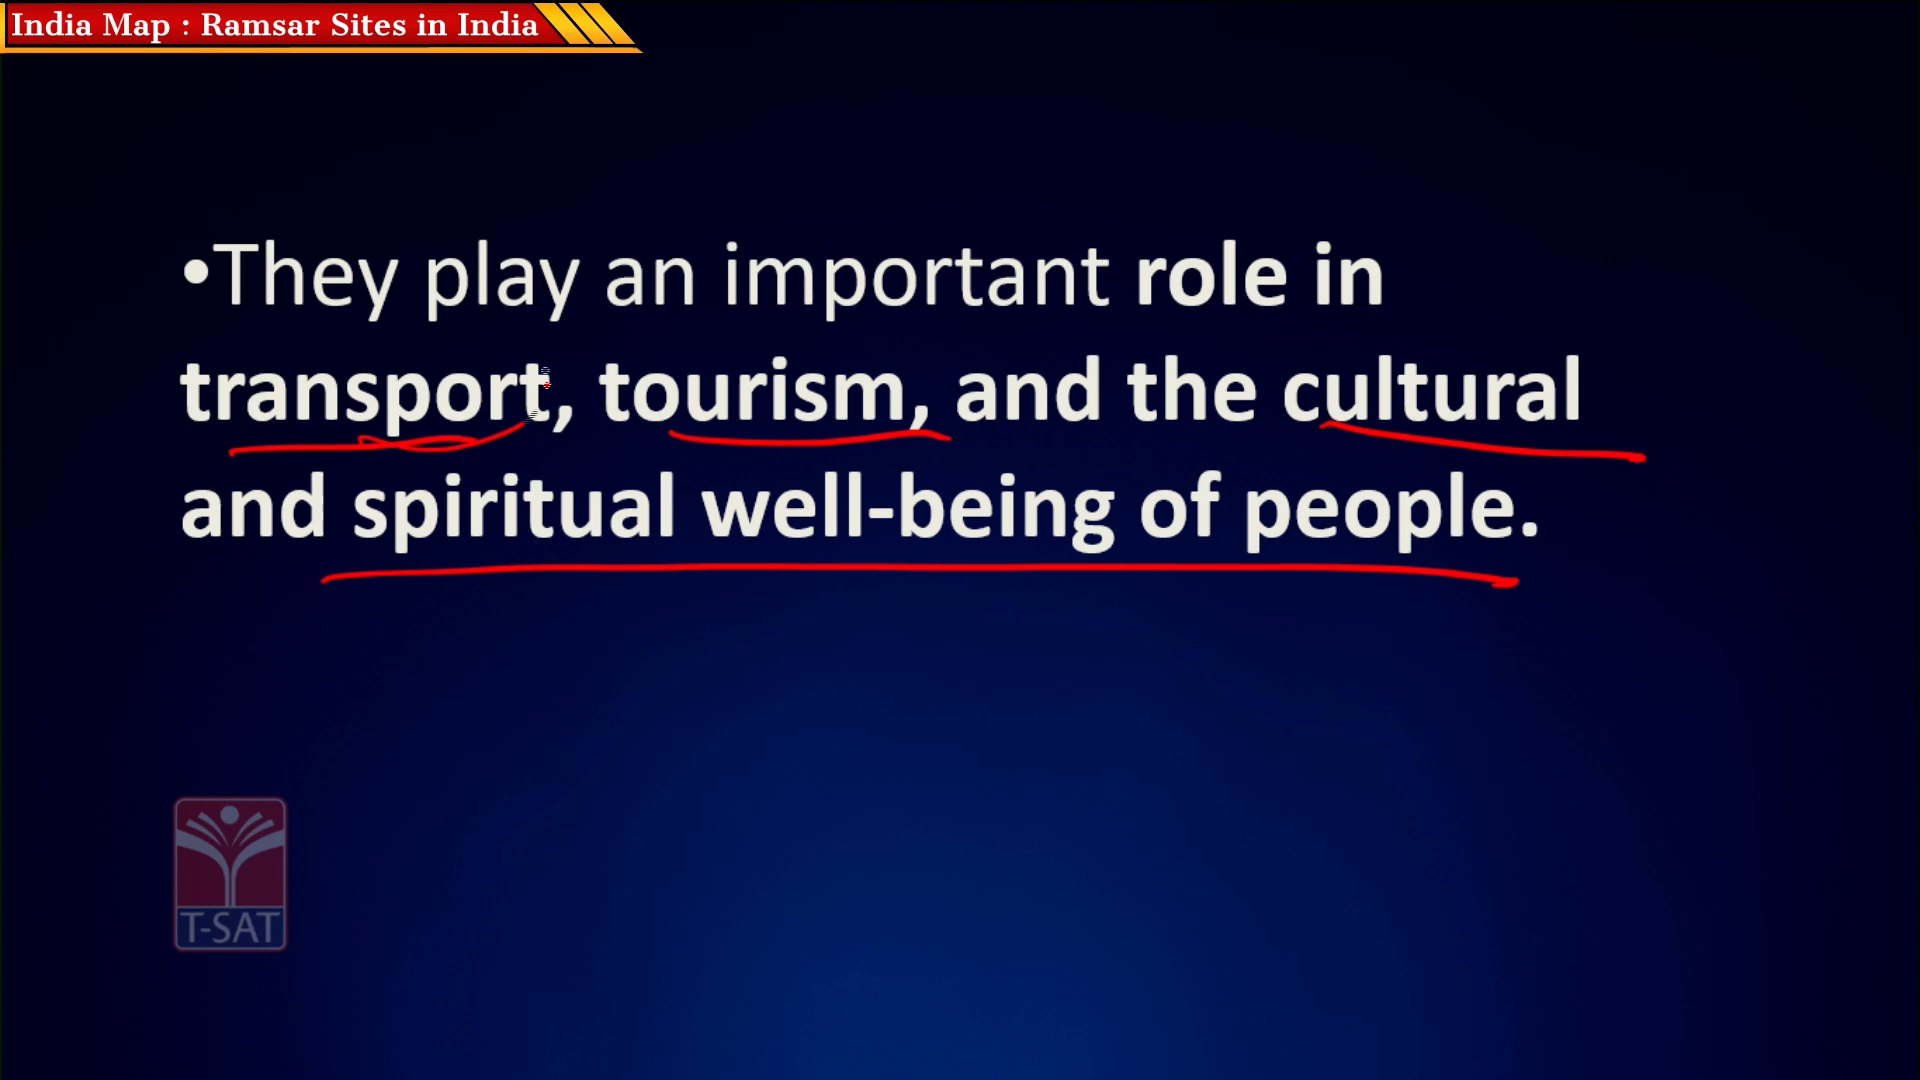 India Map : Ramsar Sites in India
•They play an important role in
transport, tourism, and the cultural
and spiritual well-being of people.
T-SAT